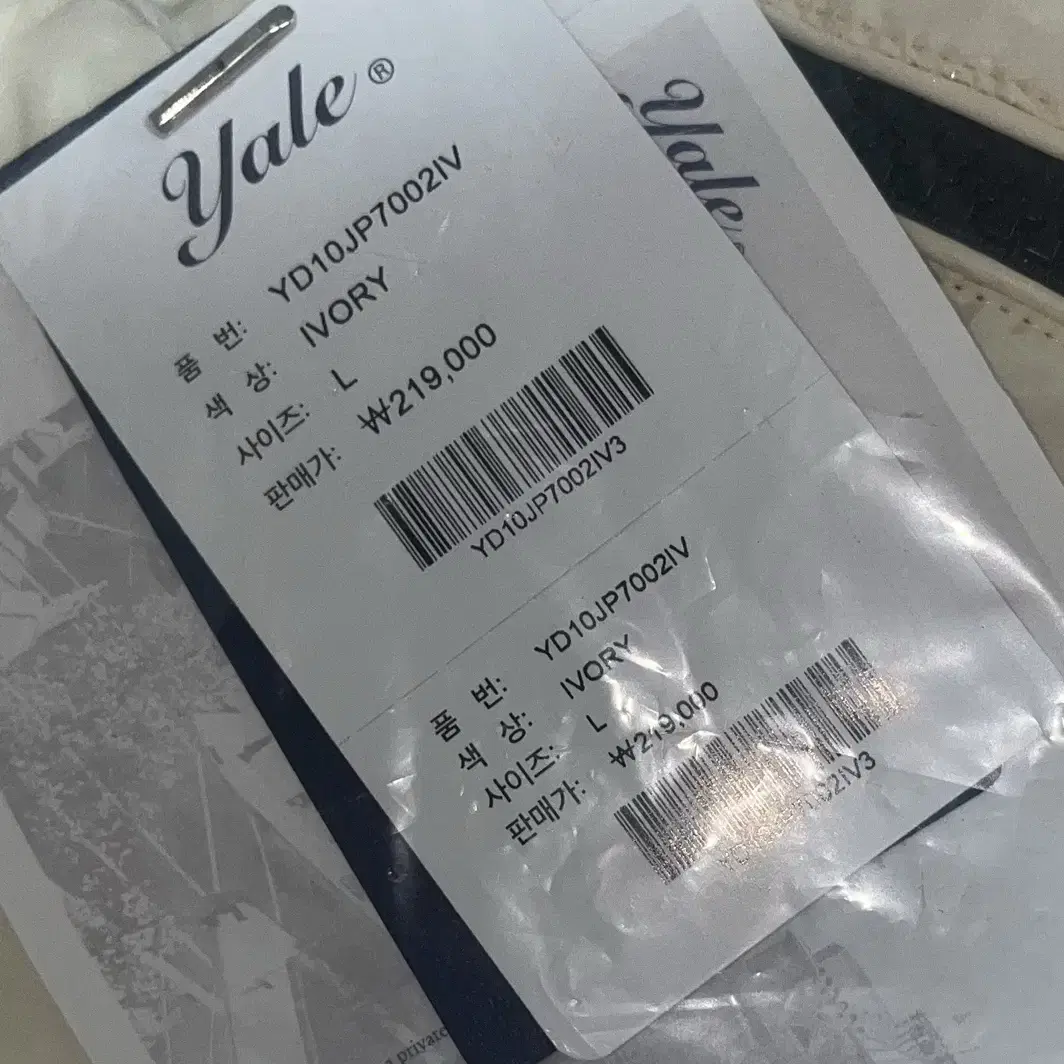 Yale®
품 번: YD10JP7002IV
색 상: IVORY
사이즈: L
판매가: ₩219,000
YD10JP7002IV3
품 번: YD10JP7002IV
색 상: IVORY
사이즈: L
판매가: ₩219,000
Yale
private